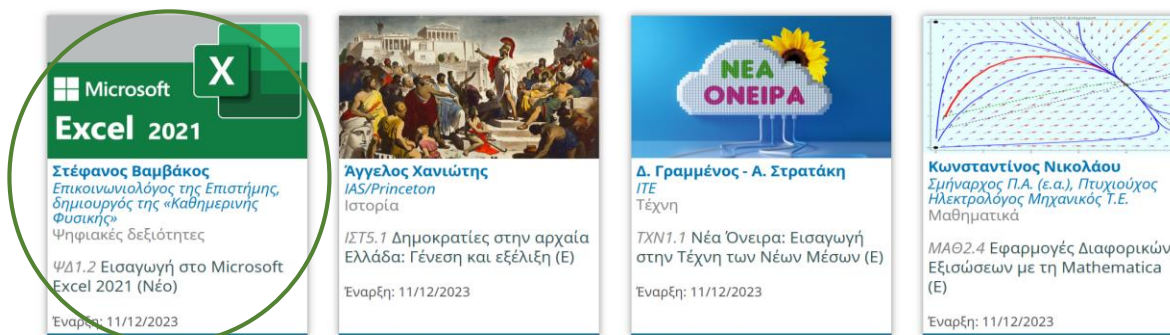 Microsoft
X
Excel 2021
Στέφανος Βαμβάκος
Επικοινωνιολόγος της Επιστήμης,
δημιουργός της «Καθημερινής
Φυσικής»
Ψηφιακές δεξιότητες
ΨΔ1.2 Εισαγωγή στο Microsoft
Excel 2021 (Νέο)
Έναρξη: 11/12/2023
Άγγελος Χανιώτης
IAS/Princeton
Ιστορία
ΙΣΤ5.1 Δημοκρατίες στην αρχαία
Ελλάδα: Γένεση και εξέλιξη (Ε)
Έναρξη: 11/12/2023
ΝΕΑ
ΟΝΕΙΡΑ
Δ. Γραμμένος - Α. Στρατάκη
ΙΤΕ
Τέχνη
ΤΧΝ1.1 Νέα Όνειρα: Εισαγωγή
στην Τέχνη των Νέων Μέσων (Ε)
Έναρξη: 11/12/2023
Κωνσταντίνος Νικολάου
Σμήναρχος Π.Α. (ε.α.), Πτυχιούχος
Ηλεκτρολόγος Μηχανικός Τ.Ε.
Μαθηματικά
ΜΑΘ2.4 Εφαρμογές Διαφορικών
Εξισώσεων με τη Mathematica
(Ε)
Έναρξη: 11/12/2023